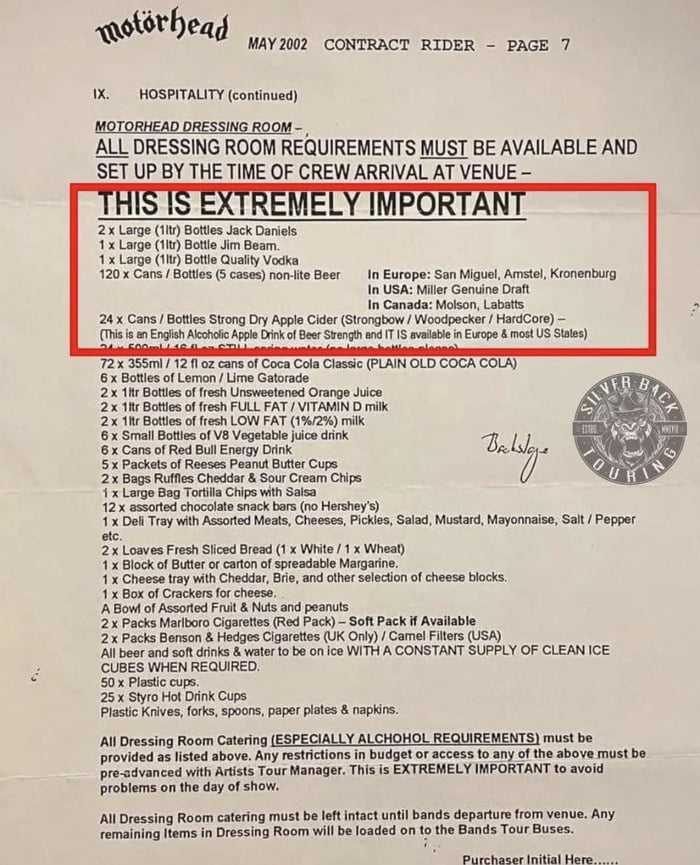 motörhead
MAY 2002 CONTRACT RIDER - PAGE 7
IX. HOSPITALITY (continued)
MOTORHEAD DRESSING ROOM –
ALL DRESSING ROOM REQUIREMENTS MUST BE AVAILABLE AND
SET UP BY THE TIME OF CREW ARRIVAL AT VENUE –
THIS IS EXTREMELY IMPORTANT
2 x Large (1ltr) Bottles Jack Daniels
1 x Large (1ltr) Bottle Jim Beam.
1 x Large (1ltr) Bottle Quality Vodka
120 x Cans / Bottles (5 cases) non-lite Beer In Europe: San Miguel, Amstel, Kronenburg
In USA: Miller Genuine Draft
In Canada: Molson, Labatts
24 x Cans / Bottles Strong Dry Apple Cider (Strongbow / Woodpecker / HardCore) –
(This is an English Alcoholic Apple Drink of Beer Strength and IT IS available in Europe & most US States)
72 x 355ml / 12 fl oz cans of Coca Cola Classic (PLAIN OLD COCA COLA)
6 x Bottles of Lemon / Lime Gatorade
2 x 1ltr Bottles of fresh Unsweetened Orange Juice
2 x 1ltr Bottles of fresh FULL FAT / VITAMIN D milk
2 x 1ltr Bottles of fresh LOW FAT (1%/2%) milk
6 x Small Bottles of V8 Vegetable juice drink
6 x Cans of Red Bull Energy Drink
5 x Packets of Reeses Peanut Butter Cups
2 x Bags Ruffles Cheddar & Sour Cream Chips
1 x Large Bag Tortilla Chips with Salsa
12 x assorted chocolate snack bars (no Hershey's)
1 x Deli Tray with Assorted Meats, Cheeses, Pickles, Salad, Mustard, Mayonnaise, Salt / Pepper
etc.
2 x Loaves Fresh Sliced Bread (1 x White / 1 x Wheat)
1 x Block of Butter or carton of spreadable Margarine.
1 x Cheese tray with Cheddar, Brie, and other selection of cheese blocks.
1 x Box of Crackers for cheese.
A Bowl of Assorted Fruit & Nuts and peanuts
2 x Packs Marlboro Cigarettes (Red Pack) – Soft Pack if Available
2 x Packs Benson & Hedges Cigarettes (UK Only) / Camel Filters (USA)
All beer and soft drinks & water to be on ice WITH A CONSTANT SUPPLY OF CLEAN ICE
CUBES WHEN REQUIRED.
50 x Plastic cups.
25 x Styro Hot Drink Cups
Plastic Knives, forks, spoons, paper plates & napkins.
Backstage
SILVER BACK
ESTD. MMXVII
TOURING
All Dressing Room Catering (ESPECIALLY ALCHOHOL REQUIREMENTS) must be
provided as listed above. Any restrictions in budget or access to any of the above must be
pre-advanced with Artists Tour Manager. This is EXTREMELY IMPORTANT to avoid
problems on the day of show.
All Dressing Room catering must be left intact until bands departure from venue. Any
remaining Items in Dressing Room will be loaded on to the Bands Tour Buses.
Purchaser Initial Here......